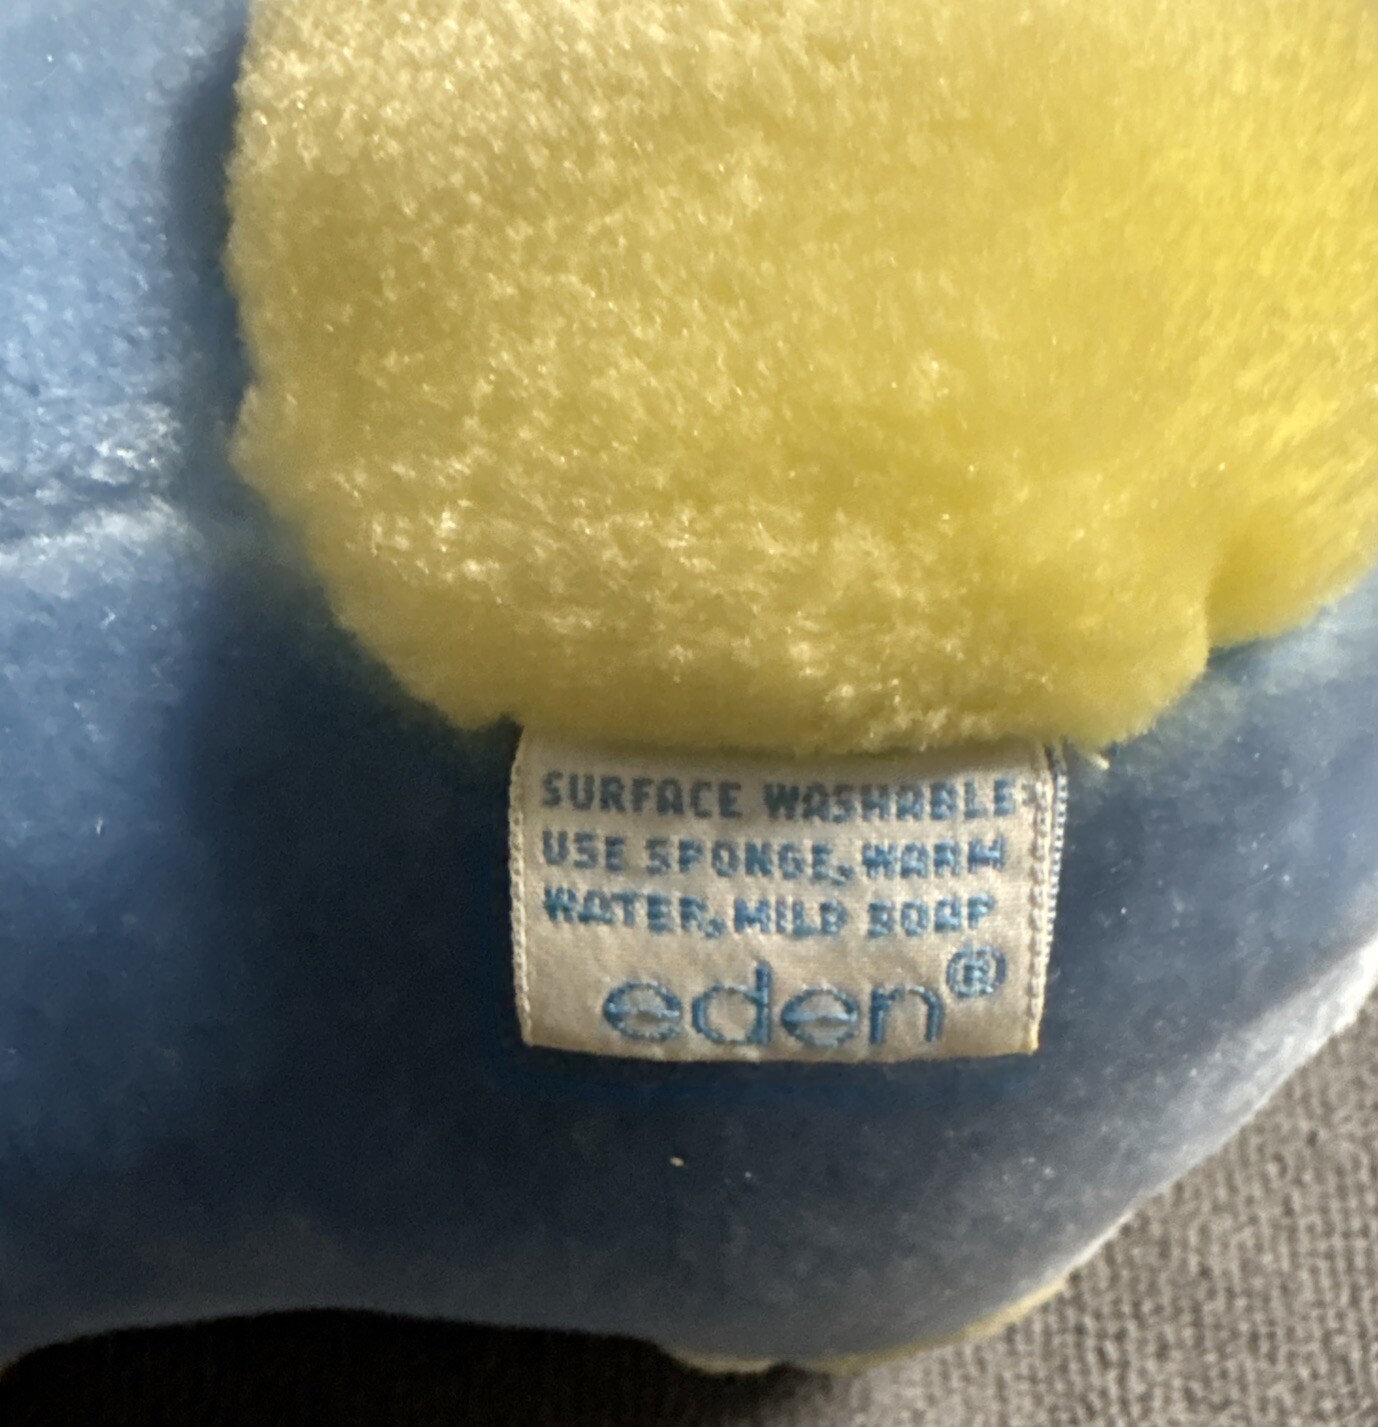 SURFACE WASHABLE
USE SPONGE, WARM
WATER, MILD SOAP
eden®